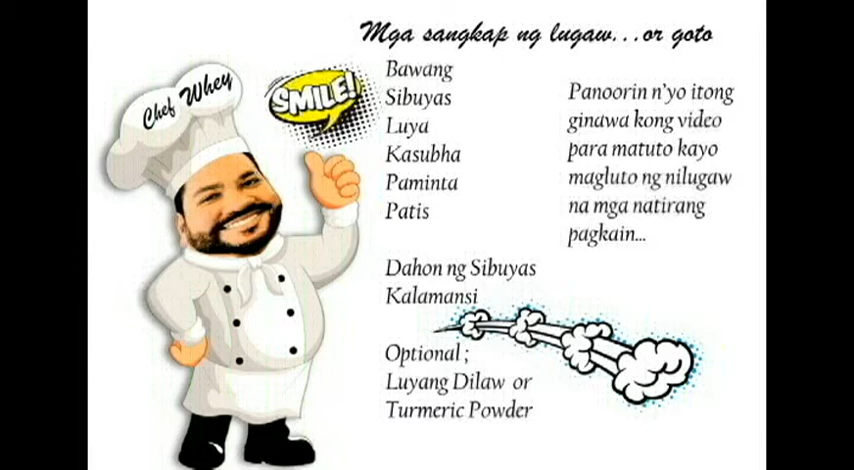 Mga sangkap ng lugaw...or goto
Chef Whey
SMILE!
Bawang
Sibuyas
Luya
Kasubha
Paminta
Patis
Dahon ng Sibuyas
Kalamansi
Optional ;
Luyang Dilaw or
Turmeric Powder
Panoorin n'yo itong
ginawa kong video
para matuto kayo
magluto ng nilugaw
na mga natirang
pagkain...